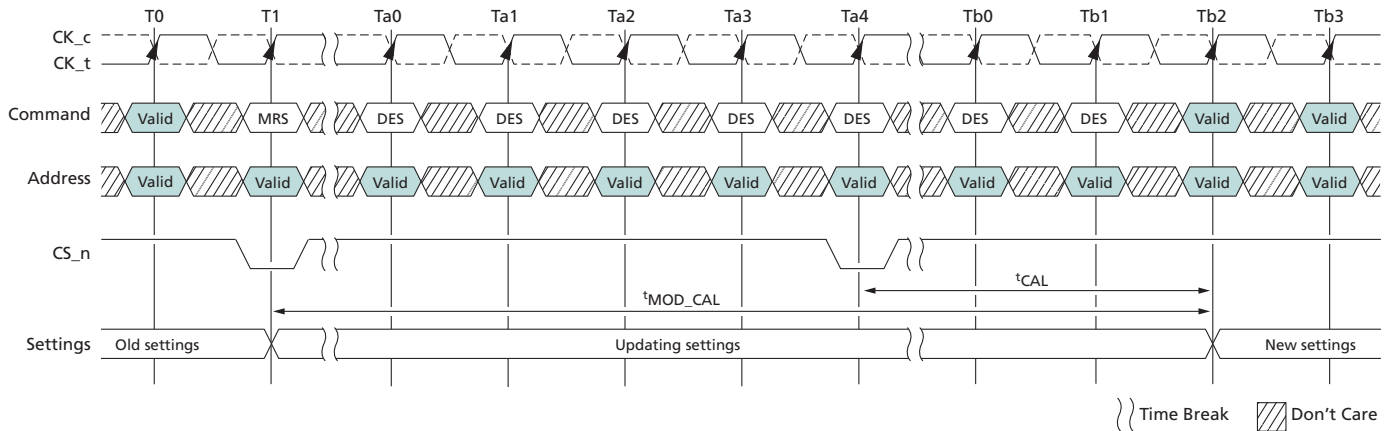 T0 T1 Ta0 Ta1 Ta2 Ta3 Ta4 Tb0 Tb1 Tb2 Tb3
CK_c
CK_t
Command Valid MRS DES DES DES DES DES DES DES Valid Valid
Address Valid Valid Valid Valid Valid Valid Valid Valid Valid Valid Valid
CS_n
tCAL
tMOD_CAL
Settings Old settings Updating settings New settings
Time Break Don't Care